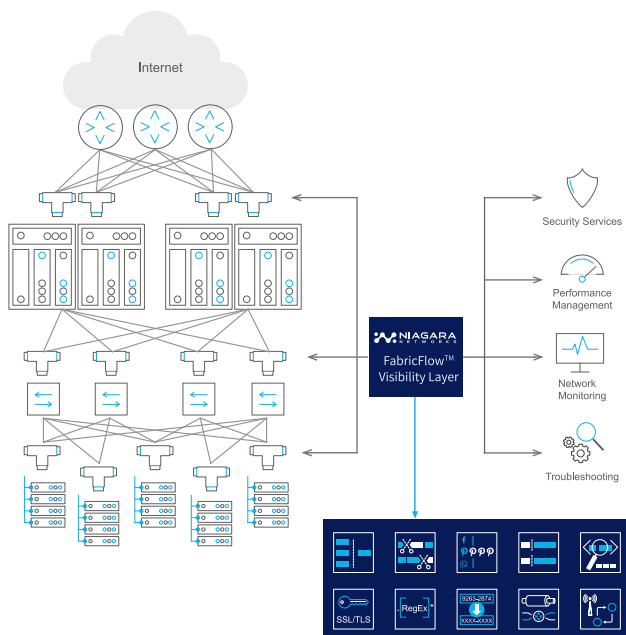 Internet
Security Services
Performance
Management
NIAGARA
NETWORKS
FabricFlow™
Visibility Layer
Network
Monitoring
Troubleshooting
SSL/TLS
.[RegEx]*
9263-2874
XXXX-XXXX